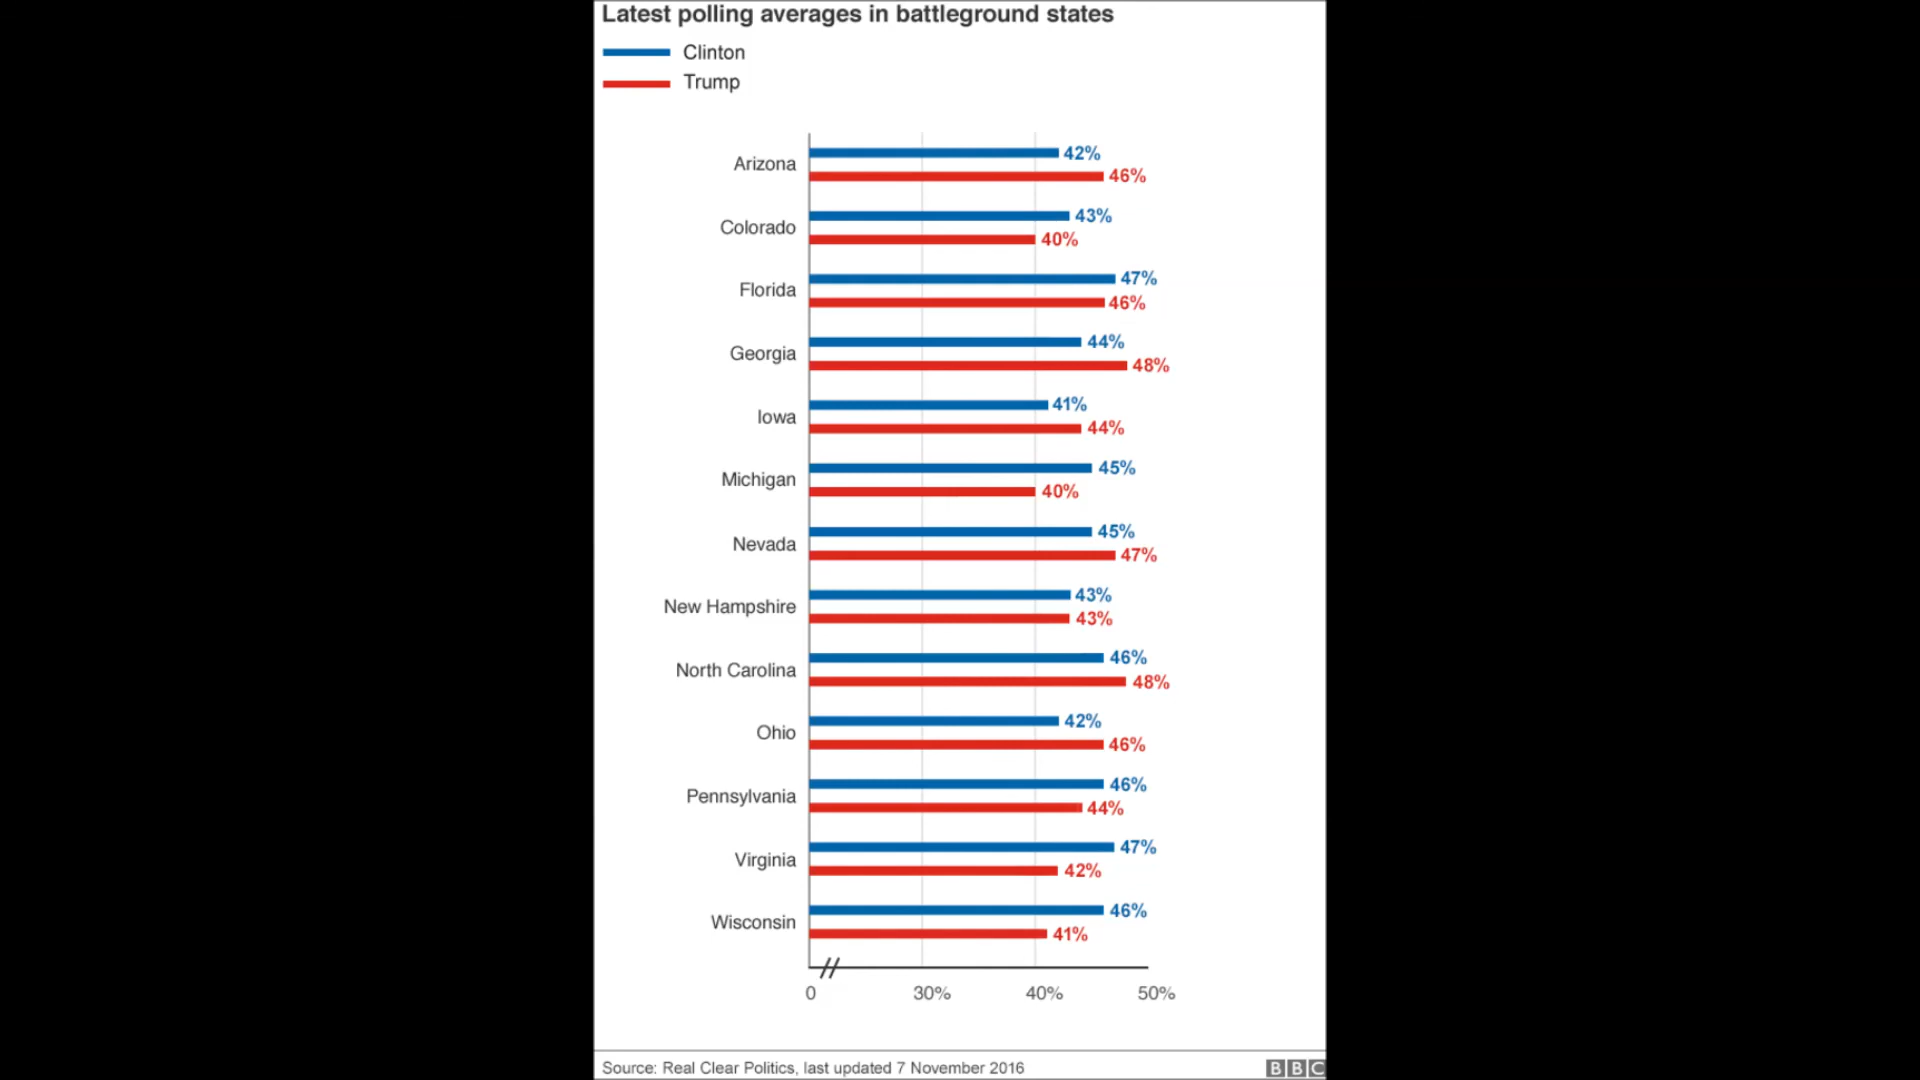 Latest polling averages in battleground states
Clinton
Trump
Arizona
42%
46%
Colorado
43%
40%
Florida
47%
46%
Georgia
44%
48%
Iowa
41%
44%
Michigan
45%
40%
Nevada
45%
47%
New Hampshire
43%
43%
North Carolina
46%
48%
Ohio
42%
46%
Pennsylvania
46%
44%
Virginia
47%
42%
Wisconsin
46%
41%
0 30% 40% 50%
Source: Real Clear Politics, last updated 7 November 2016
BBC